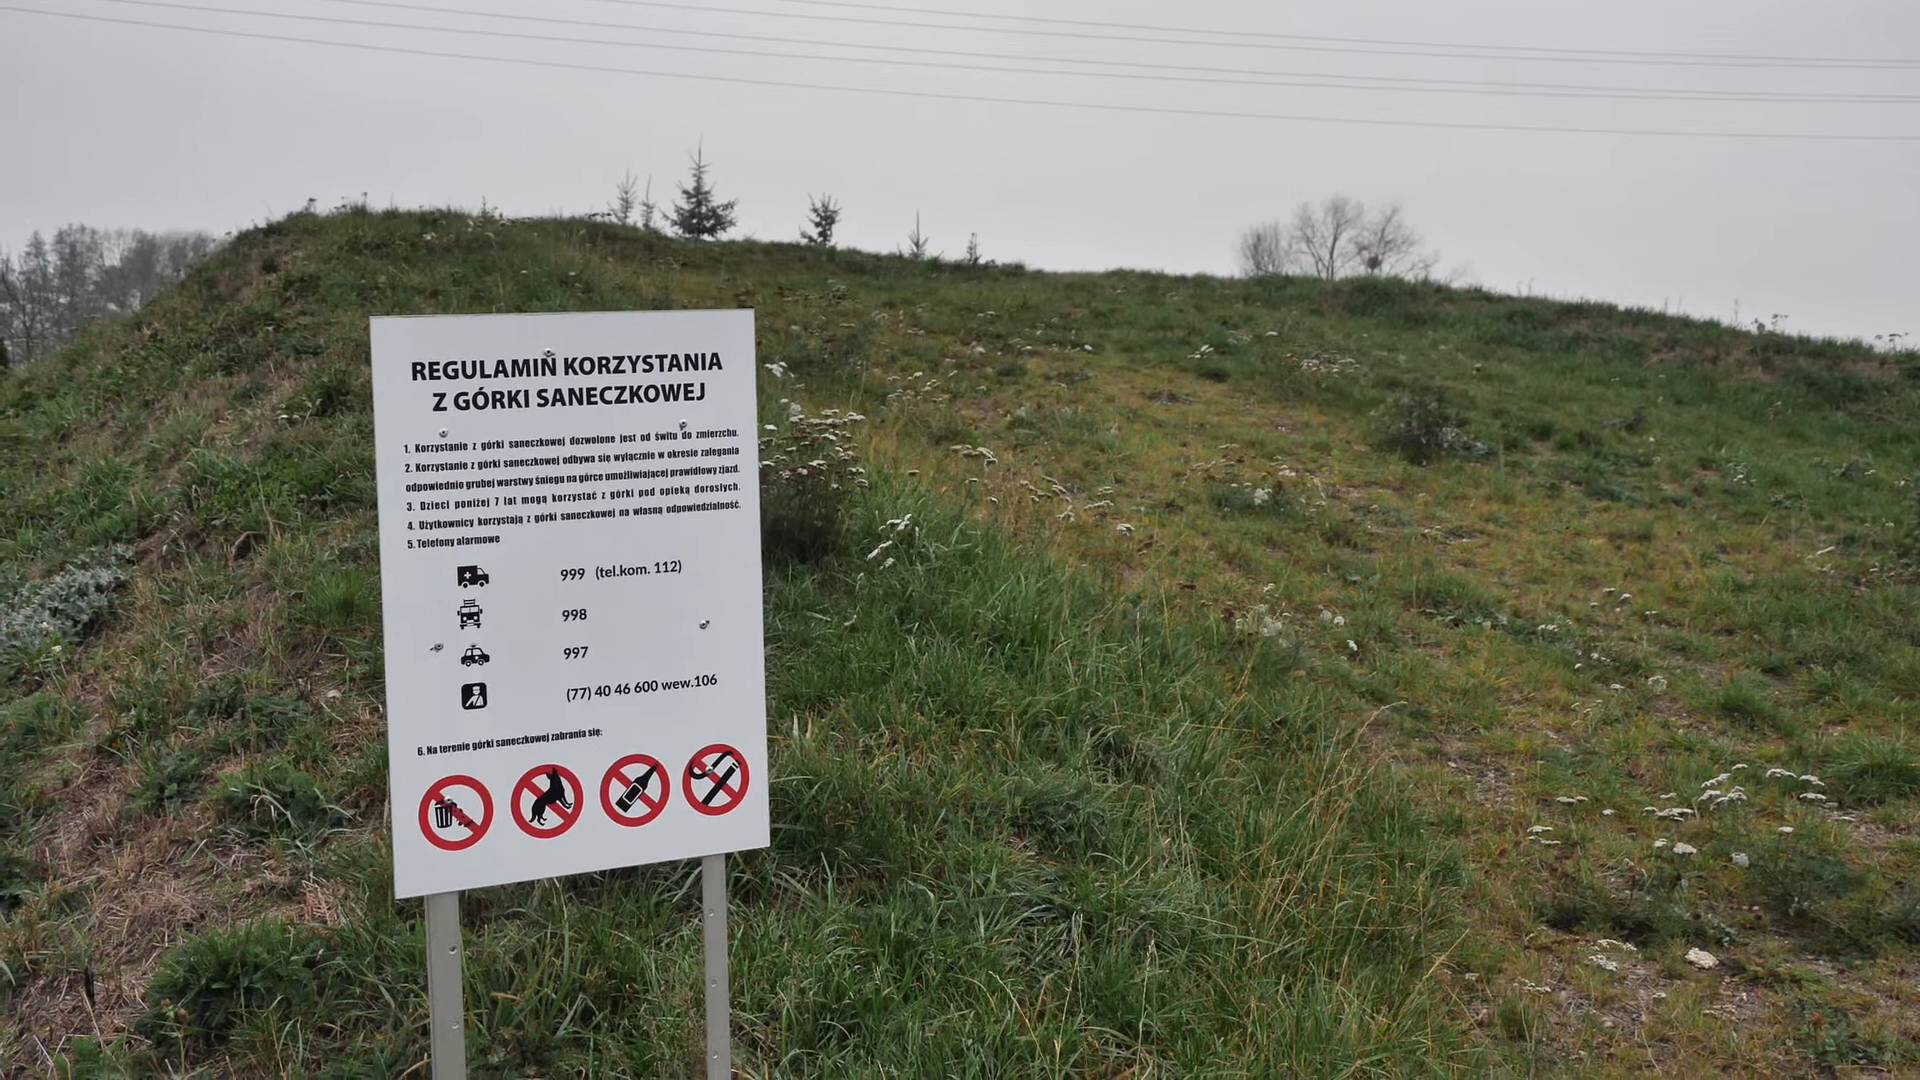 REGULAMIN KORZYSTANIA
Z GÓRKI SANECZKOWEJ
1. Korzystanie z górki saneczkowej dozwolone jest od świtu do zmierzchu.
2. Korzystanie z górki saneczkowej odbywa się wyłącznie w okresie zalegania
odpowiednio grubej warstwy śniegu na górce umożliwiającej prawidłowy zjazd.
3. Dzieci poniżej 7 lat mogą korzystać z górki pod opieką dorosłych.
4. Użytkownicy korzystają z górki saneczkowej na własną odpowiedzialność.
5. Telefony alarmowe
999 (tel.kom. 112)
998
997
(77) 40 46 600 wew.106
6. Na terenie górki saneczkowej zabrania się: